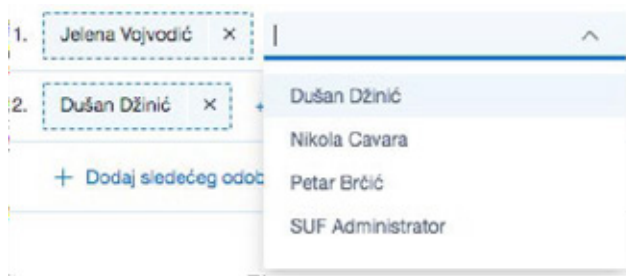 1. Jelena Vojvodić ×
2. Dušan Džinić × +
+ Dodaj sledećeg odob
Dušan Džinić
Nikola Cavara
Petar Brčić
SUF Administrator